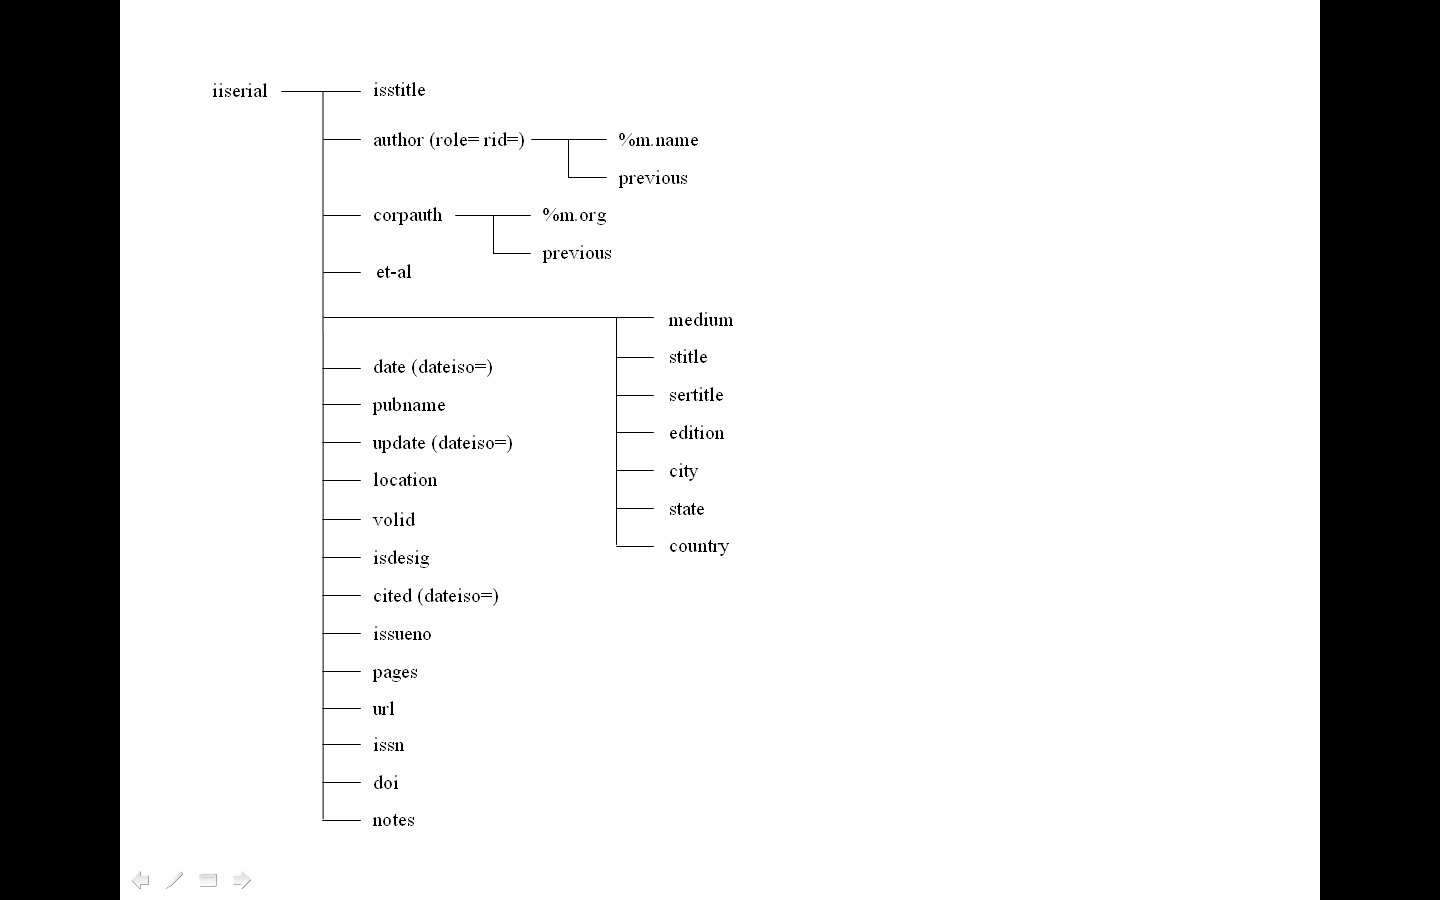 iiserial isstitle
author (role= rid=) %m.name
previous
corpauth %m.org
previous
et-al
medium
stitle
sertitle
edition
city
state
country
date (dateiso=)
pubname
update (dateiso=)
location
volid
isdesig
cited (dateiso=)
issueno
pages
url
issn
doi
notes